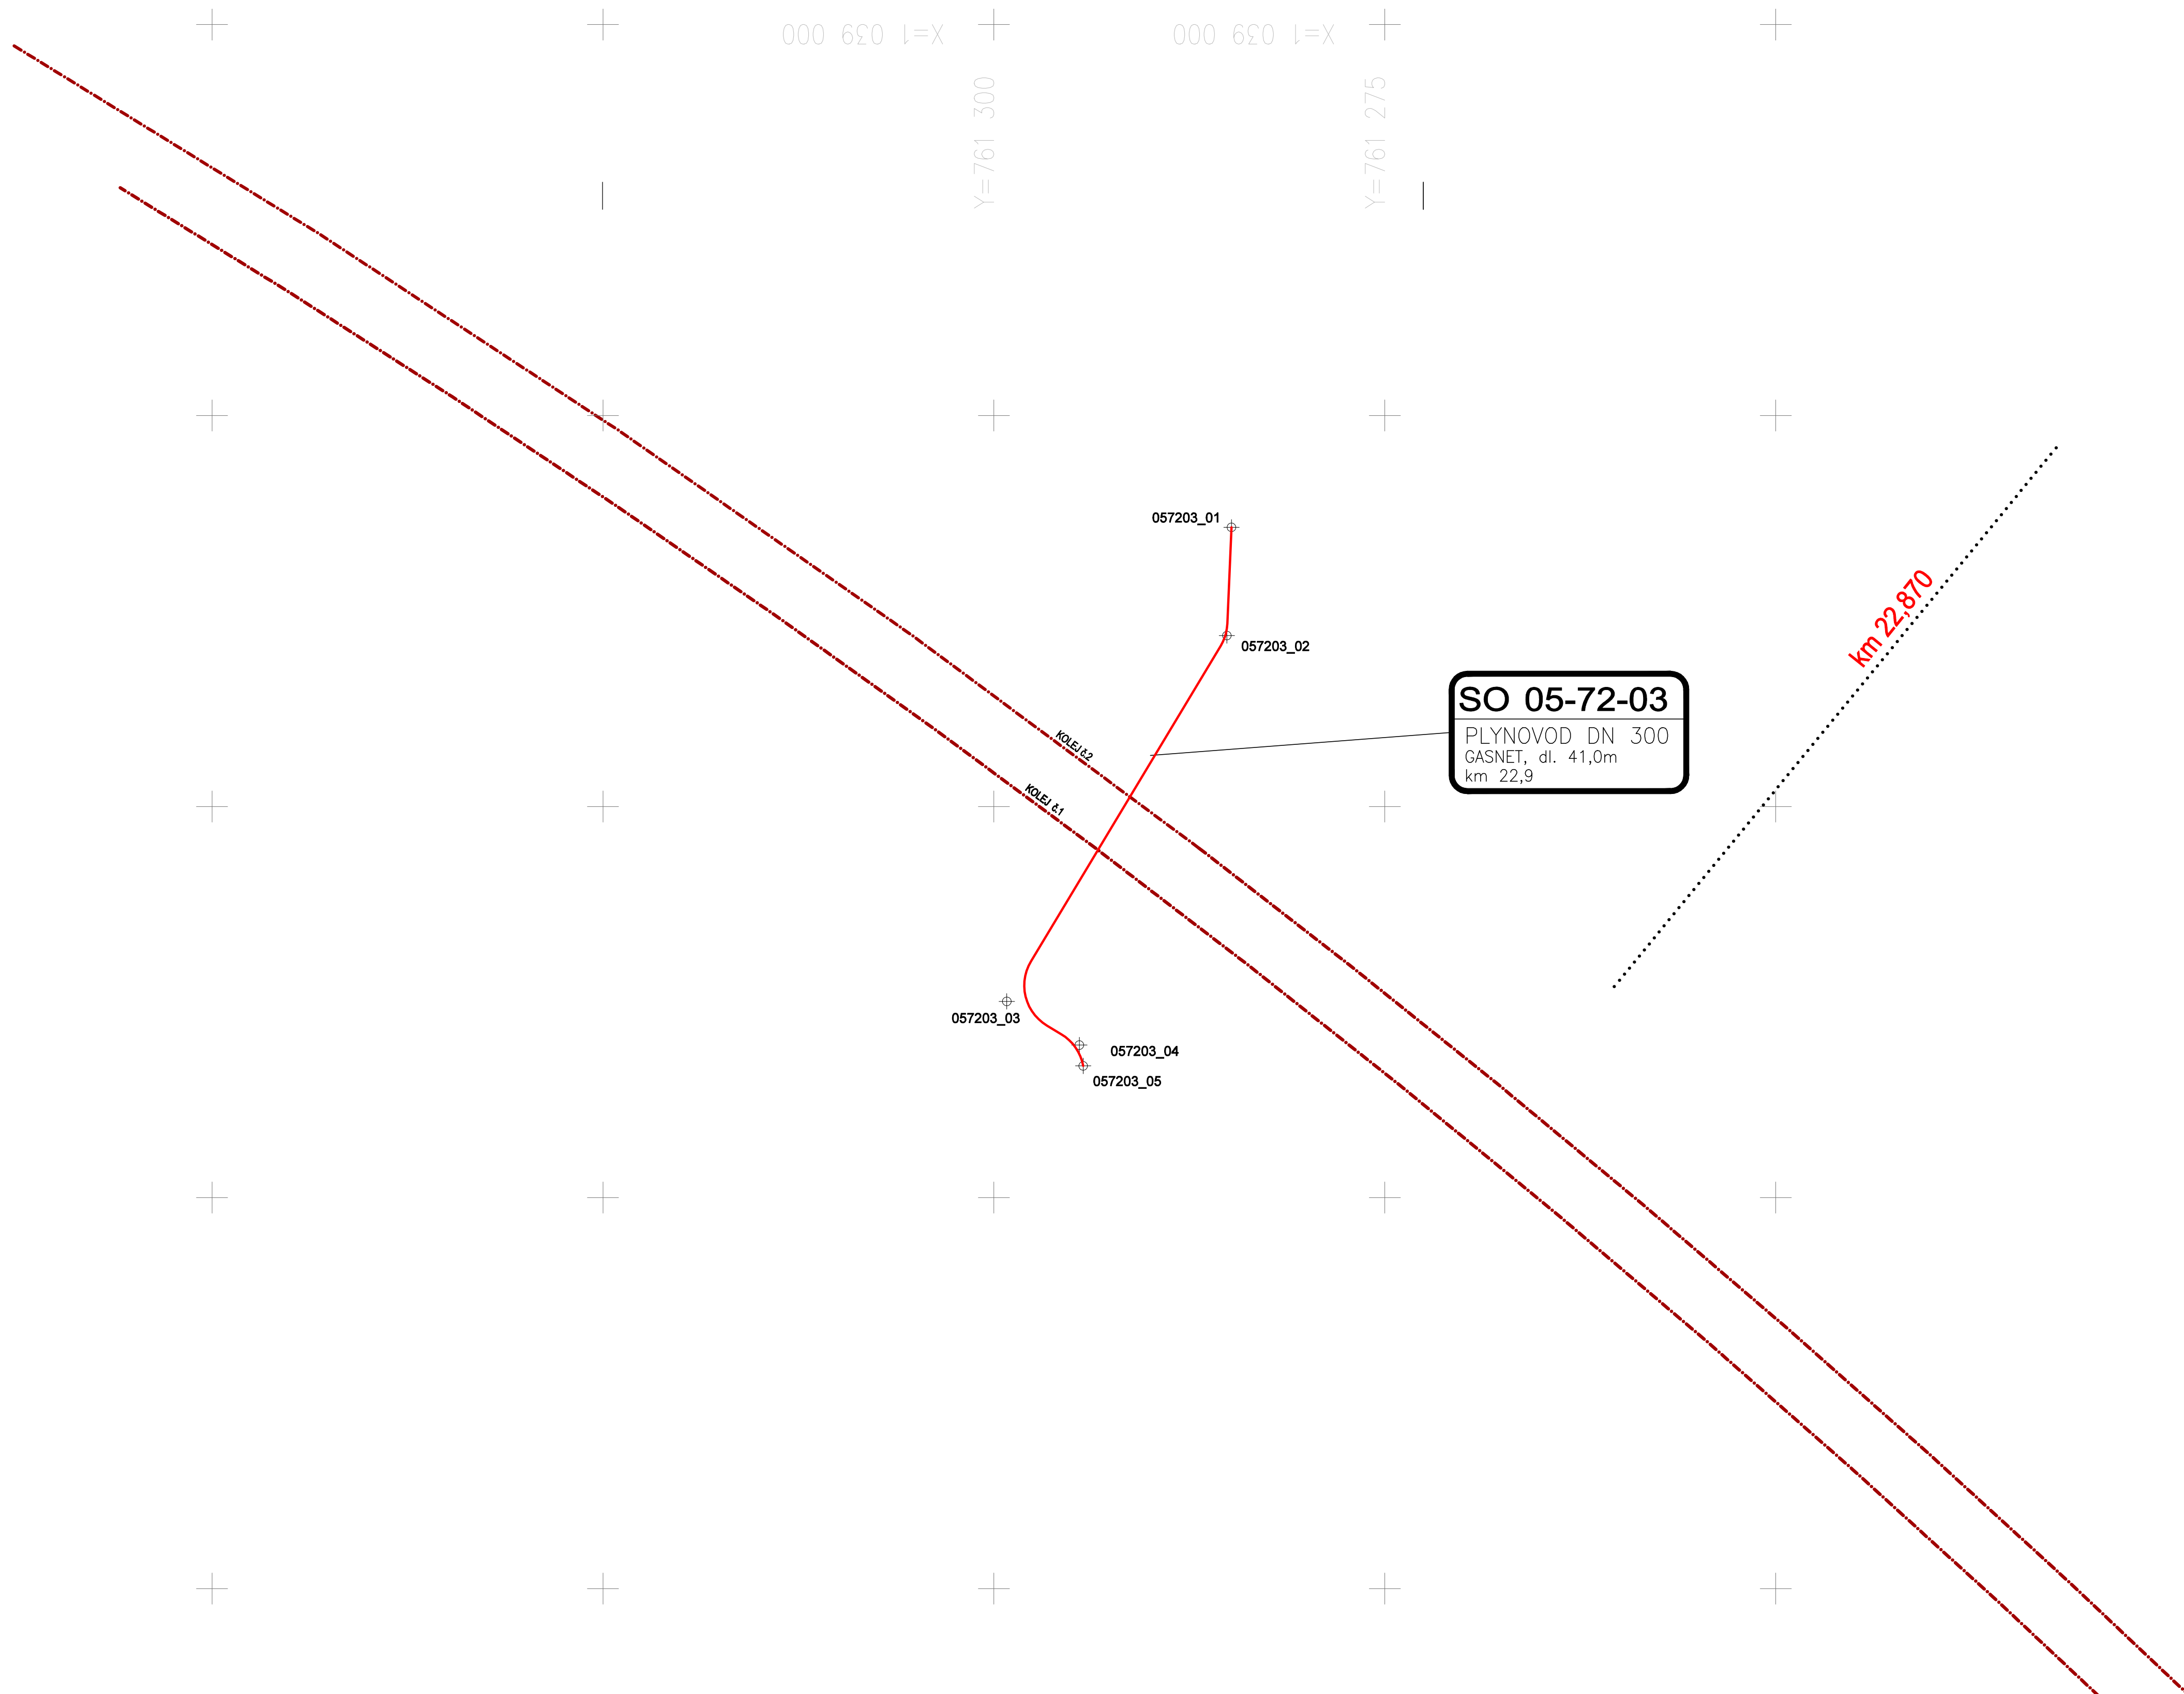 X=1 039 000
X=1 039 000
Y=761 300
Y=761 275
057203_01
km 22,870
057203_02
SO 05-72-03
PLYNOVOD DN 300
GASNET, dl. 41,0m
km 22,9
KOLEJ č.2
KOLEJ č.1
057203_03
057203_04
057203_05